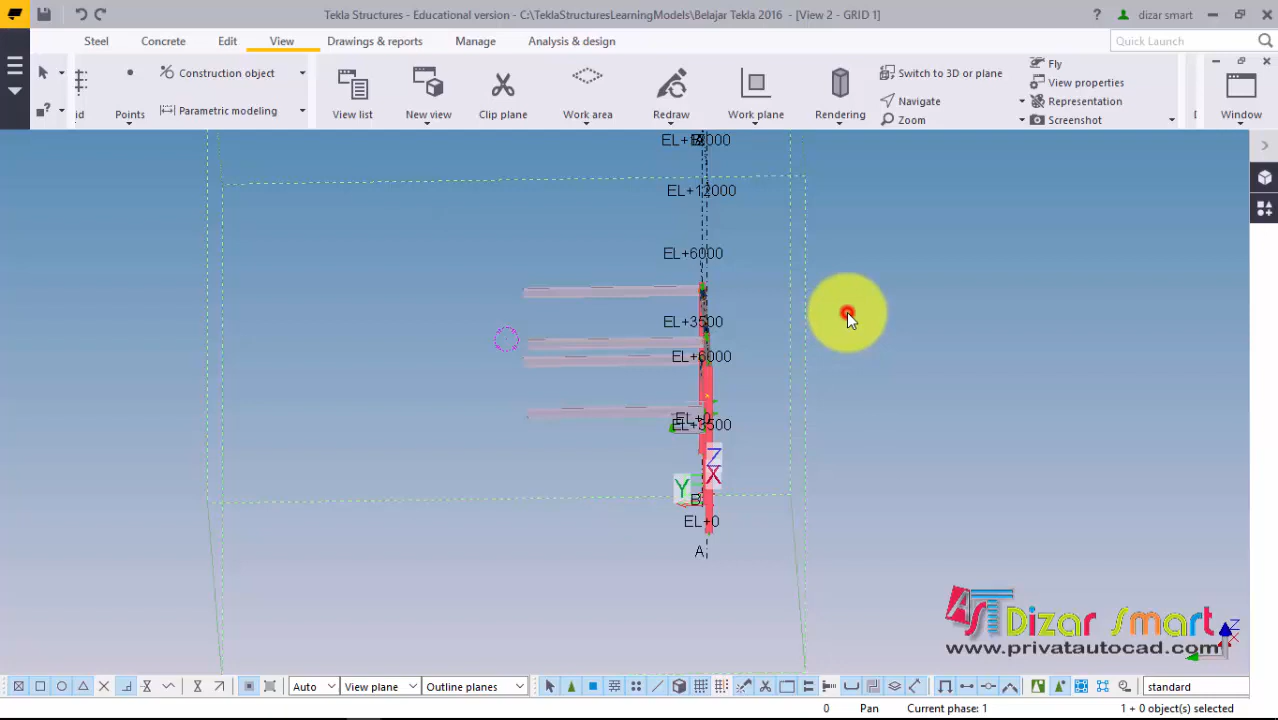 Tekla Structures - Educational version - C:\TeklaStructuresLearningModels\Belajar Tekla 2016 - [View 2 - GRID 1]
? dizar smart
Steel Concrete Edit View Drawings & reports Manage Analysis & design Quick Launch
Construction object
Parametric modeling
Points
View list
New view
Clip plane
Work area
Redraw
Work plane
Rendering
Switch to 3D or plane
Navigate
Zoom
Fly
View properties
Representation
Screenshot
Window
EL+12000
EL+6000
EL+3500
EL+6000
EL+3500
Z
X
Y
B
EL+0
A
AST Dizar Smart
www.privatautocad.com
Z
X
Auto View plane Outline planes standard
0 Pan Current phase: 1 1 + 0 object(s) selected